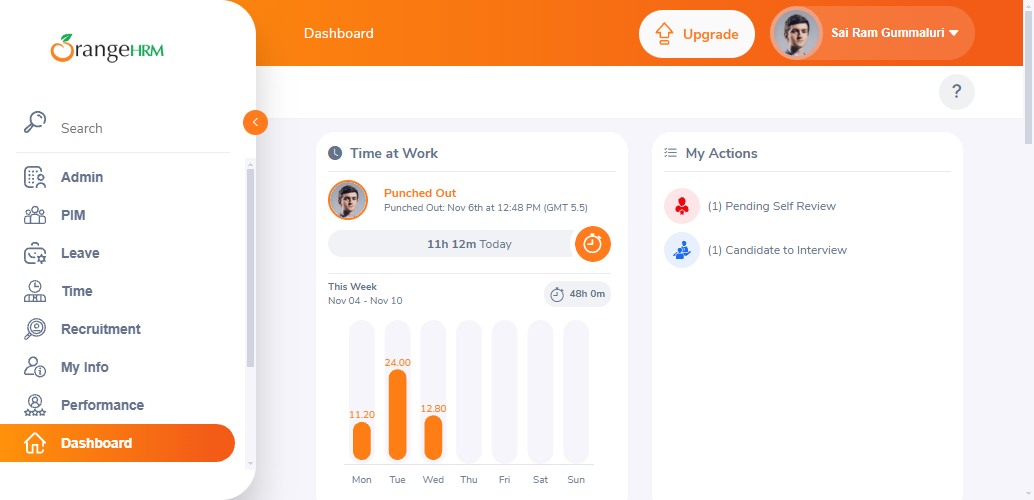 OrangeHRM
Dashboard
Upgrade
Sai Ram Gummaluri
?
Search
Admin
PIM
Leave
Time
Recruitment
My Info
Performance
Dashboard
Time at Work
Punched Out
Punched Out: Nov 6th at 12:48 PM (GMT 5.5)
11h 12m Today
This Week
Nov 04 - Nov 10
48h 0m
24.00
12.80
11.20
Mon Tue Wed Thu Fri Sat Sun
My Actions
(1) Pending Self Review
(1) Candidate to Interview